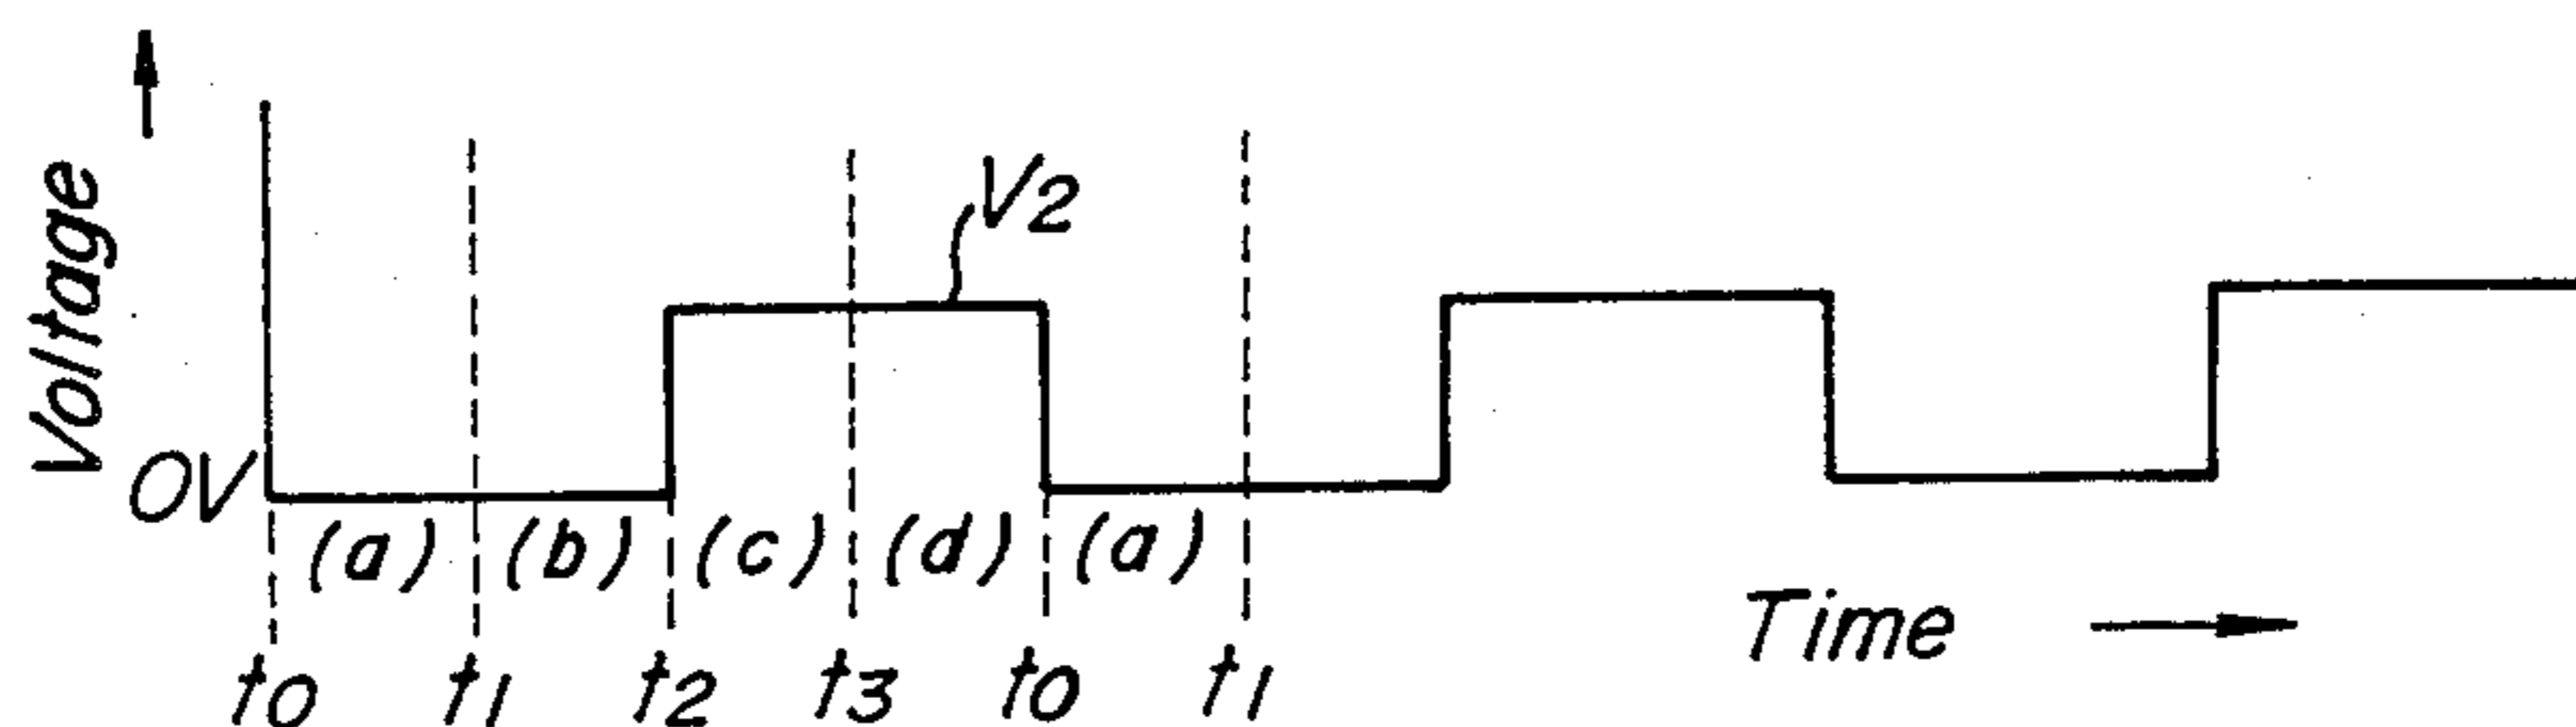 Voltage
V2
0V
(a) (b) (c) (d) (a)
Time
t0 t1 t2 t3 t0 t1